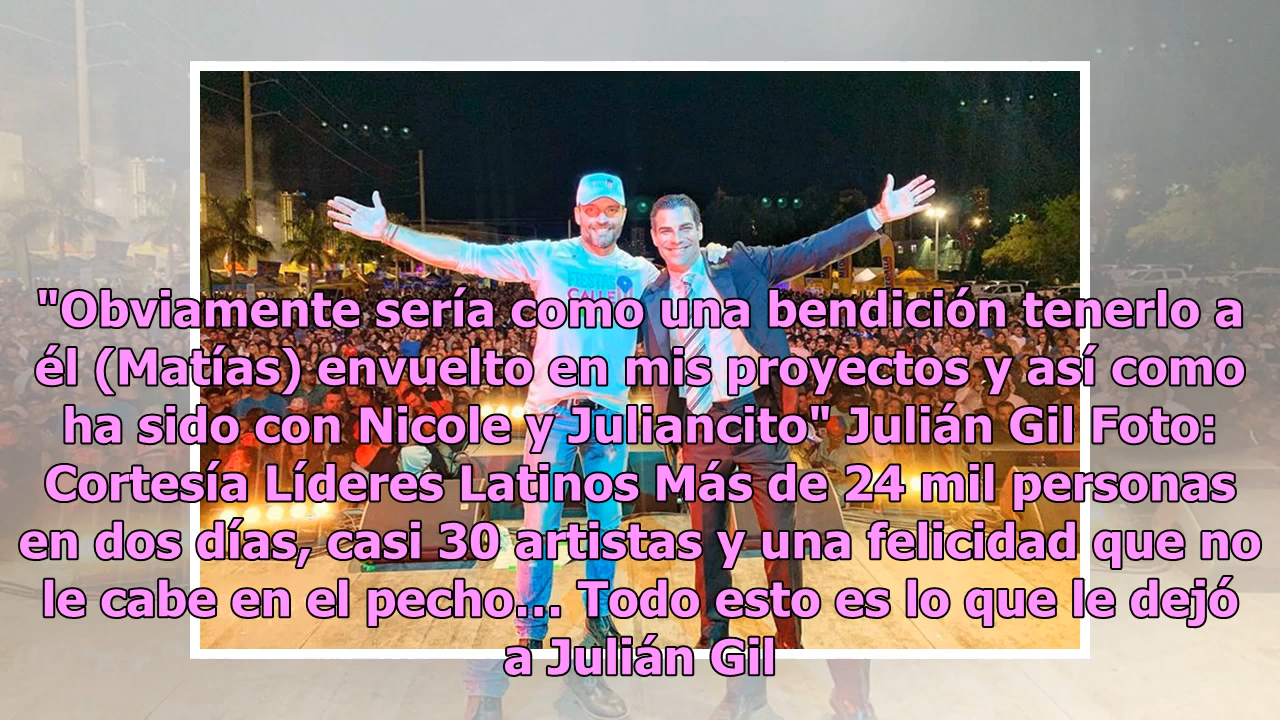 "Obviamente sería como una bendición tenerlo a
él (Matías) envuelto en mis proyectos y así como
ha sido con Nicole y Juliancito" Julián Gil Foto:
Cortesía Líderes Latinos Más de 24 mil personas
en dos días, casi 30 artistas y una felicidad que no
le cabe en el pecho... Todo esto es lo que le dejó
a Julián Gil
CALLE